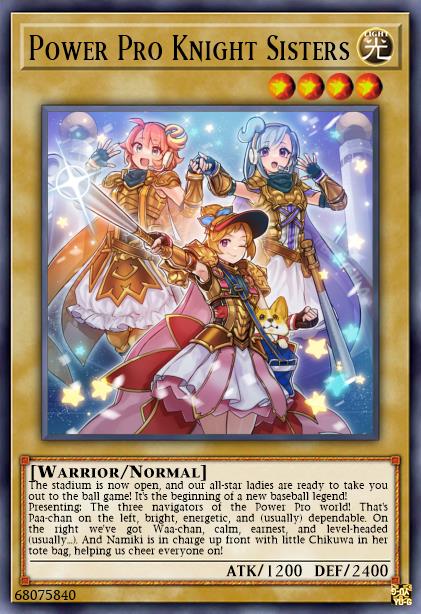 Power Pro Knight Sisters
LIGHT
光
[Warrior/Normal]
The stadium is now open, and our all-star ladies are ready to take you
out to the ball game! It's the beginning of a new baseball legend!
Presenting: The three navigators of the Power Pro world! That's
Paa-chan on the left, bright, energetic, and (usually) dependable. On
the right we've got Waa-chan, calm, earnest, and level-headed
(usually...). And Namiki is in charge up front with little Chikuwa in her
tote bag, helping us cheer everyone on!
ATK/1200 DEF/2400
68075840